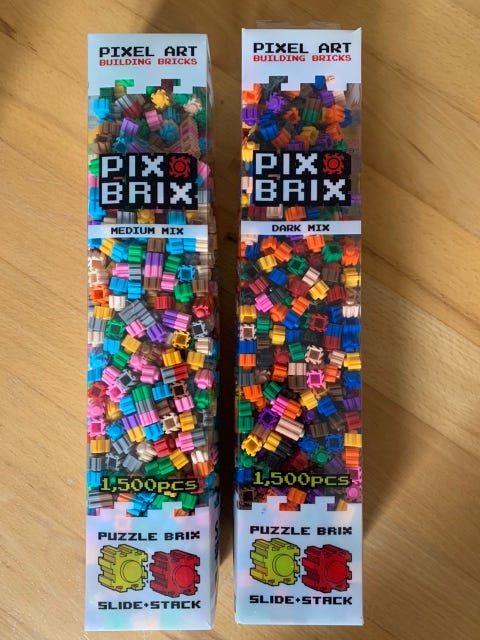 PIXEL ART
BUILDING BRICKS
PIX
BRIX
MEDIUM MIX
1,500pcs
PUZZLE BRIX
SLIDE+STACK
PIXEL ART
BUILDING BRICKS
PIX
BRIX
DARK MIX
1,500pcs
PUZZLE BRIX
SLIDE+STACK